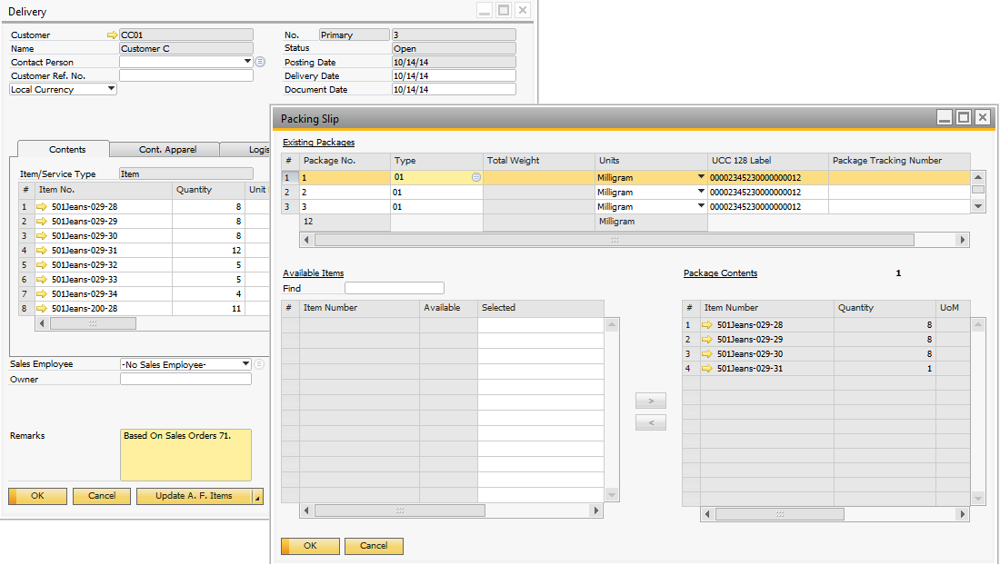 Delivery
Customer CC01
Name Customer C
Contact Person
Customer Ref. No.
Local Currency
No. Primary 3
Status Open
Posting Date 10/14/14
Delivery Date 10/14/14
Document Date 10/14/14
Contents Cont. Apparel Logis
Item/Service Type Item
# Item No. Quantity Unit
1 501Jeans-029-28 8
2 501Jeans-029-29 8
3 501Jeans-029-30 8
4 501Jeans-029-31 12
5 501Jeans-029-32 5
6 501Jeans-029-33 5
7 501Jeans-029-34 4
8 501Jeans-200-28 11
Sales Employee -No Sales Employee-
Owner
Remarks Based On Sales Orders 71.
OK Cancel Update A. F. Items
Packing Slip
Existing Packages
# Package No. Type Total Weight Units UCC 128 Label Package Tracking Number
1 1 01 Milligram 00002345230000000012
2 2 01 Milligram 00002345230000000012
3 3 01 Milligram 00002345230000000012
12 Milligram
Available Items
Find
# Item Number Available Selected
> 
<
Package Contents 1
# Item Number Quantity UoM
1 501Jeans-029-28 8
2 501Jeans-029-29 8
3 501Jeans-029-30 8
4 501Jeans-029-31 1
OK Cancel